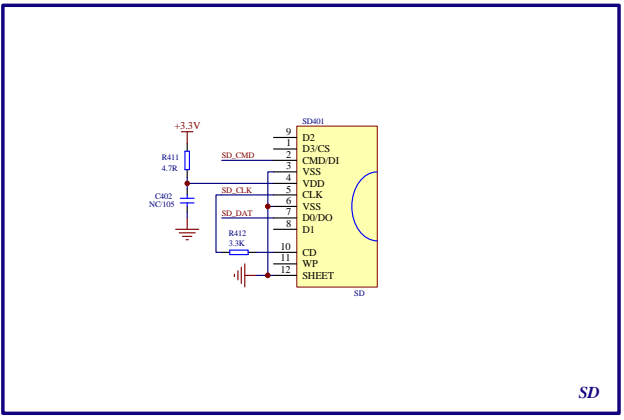 SD401
+3.3V
9 D2
1 D3/CS
R411
SD_CMD 2 CMD/DI
4.7R
3 VSS
4 VDD
SD_CLK 5 CLK
C402
NC/105
6 VSS
SD_DAT 7 D0/DO
8 D1
R412
3.3K
10 CD
11 WP
12 SHEET
SD
SD